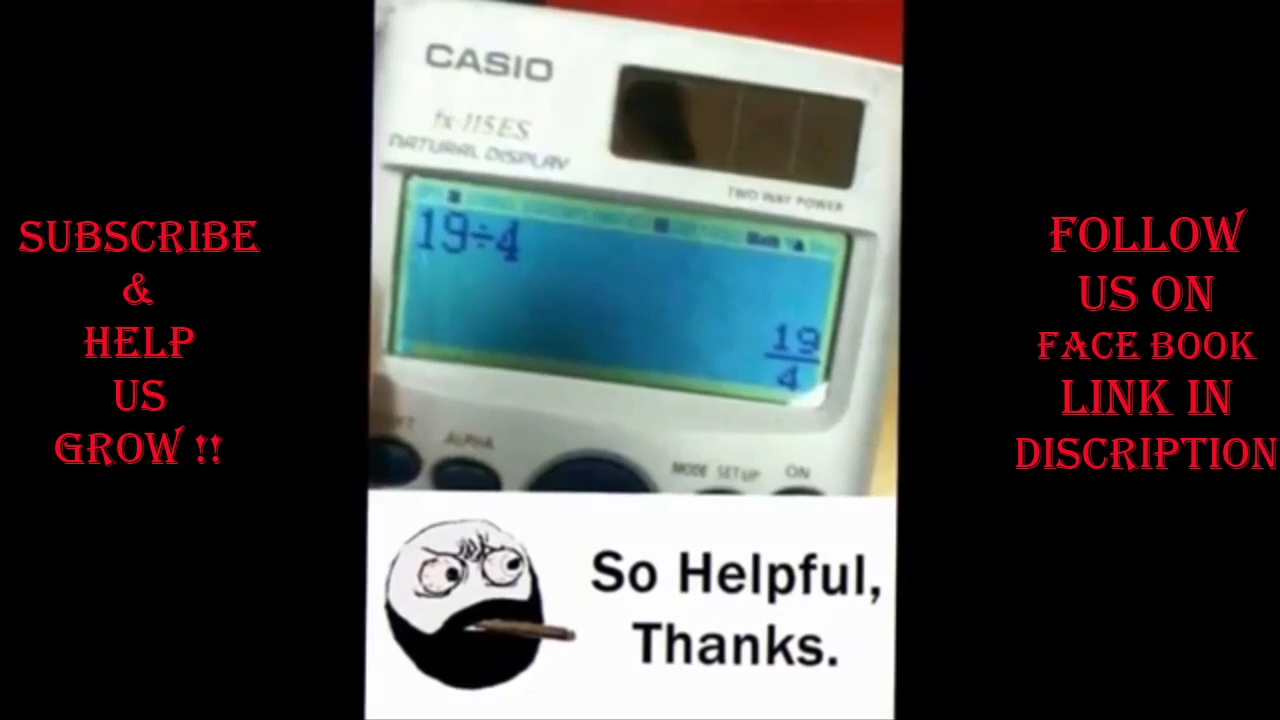 SUBSCRIBE
&
HELP
US
GROW !!
CASIO
fx-115ES
NATURAL DISPLAY
TWO WAY POWER
Math ▲
19÷4
19
4
ALPHA
MODE SETUP
ON
So Helpful,
Thanks.
FOLLOW
US ON
FACE BOOK
LINK IN
DISCRIPTION